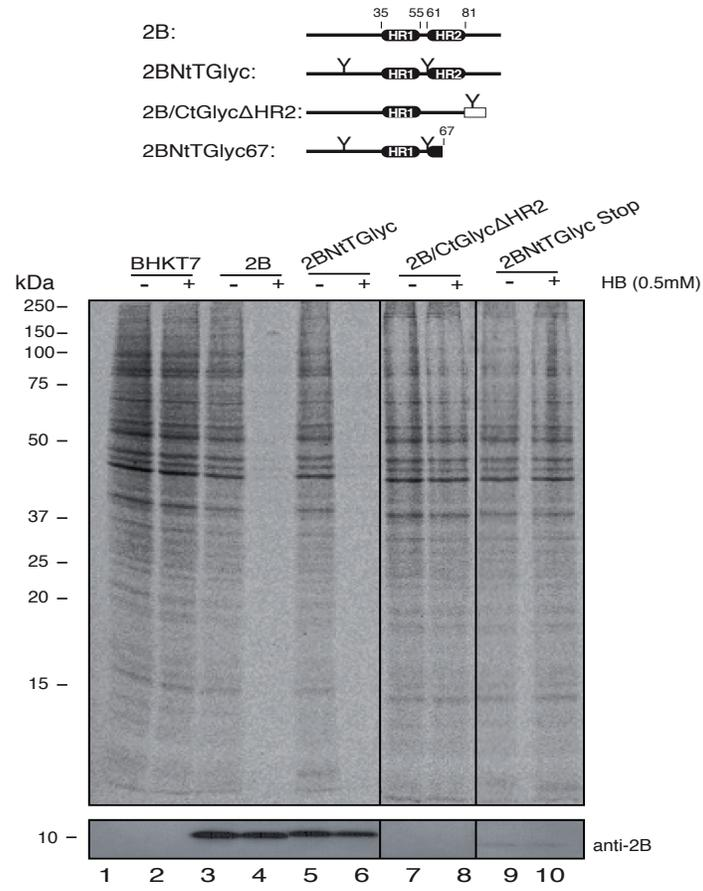 35 55 61 81
2B: HR1 HR2
2BNtTGlyc: Y Y HR1 HR2
2B/CtGlycΔHR2: HR1 Y
2BNtTGlyc67: Y Y HR1 67
BHKT7 2B 2BNtTGlyc 2B/CtGlycΔHR2 2BNtTGlyc Stop
kDa - + - + - + - + - + HB (0.5mM)
250
150
100
75
50
37
25
20
15
10 anti-2B
1 2 3 4 5 6 7 8 9 10